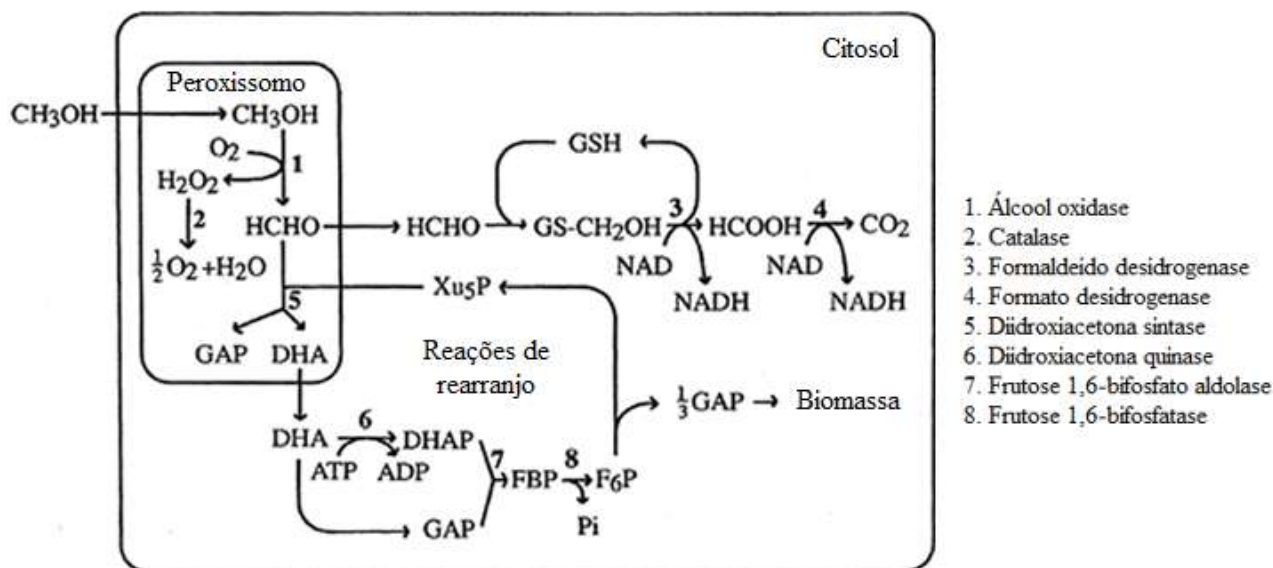 Citosol
Peroxissomo
CH₃OH
CH₃OH
O₂
1
H₂O₂
2
½O₂+H₂O
HCHO
HCHO
GSH
GS-CH₂OH
3
HCOOH
4
CO₂
NAD
NADH
NAD
NADH
Xu₅P
5
GAP
DHA
Reações de
rearranjo
⅓GAP
Biomassa
DHA
6
DHAP
ATP
ADP
7
FBP
8
F₆P
GAP
Pi
1. Álcool oxidase
2. Catalase
3. Formaldeido desidrogenase
4. Formato desidrogenase
5. Diidroxiacetona sintase
6. Diidroxiacetona quinase
7. Frutose 1,6-bifosfato aldolase
8. Frutose 1,6-bifosfatase